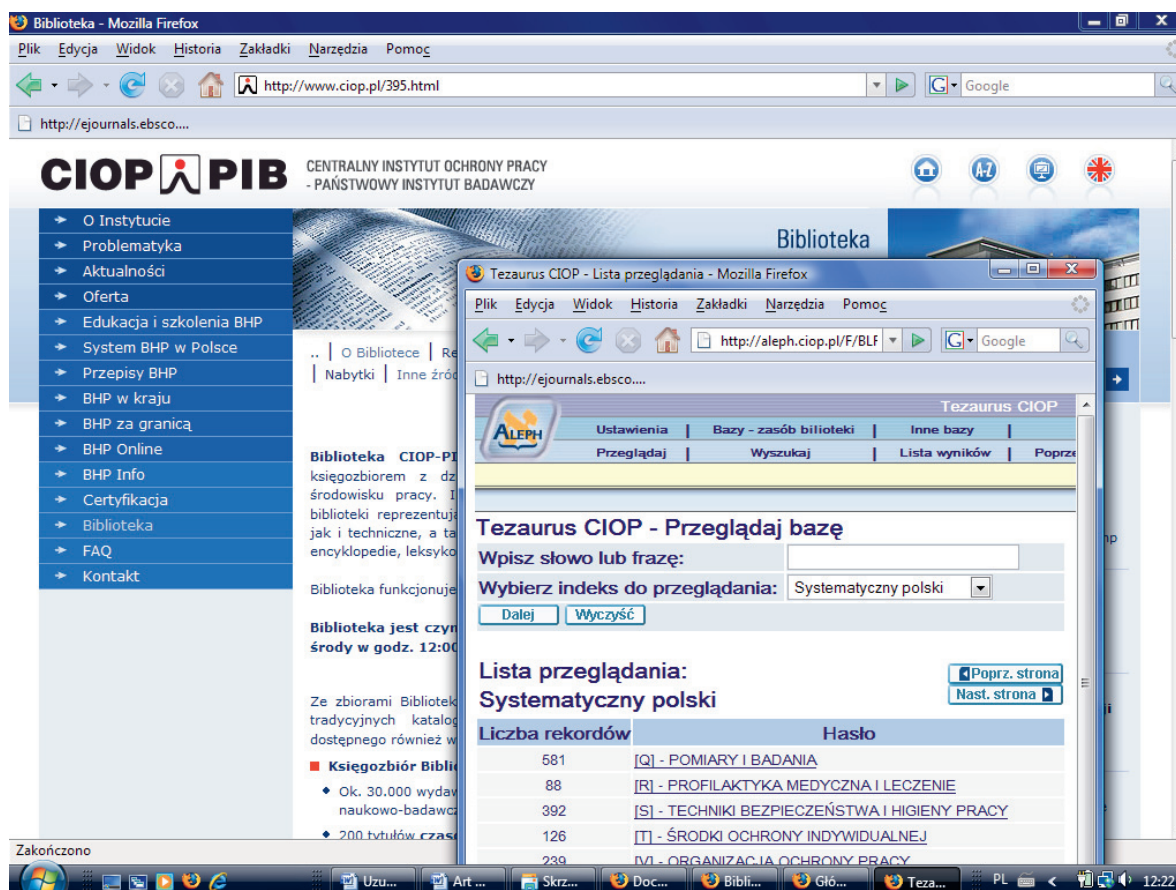 Biblioteka - Mozilla Firefox
Plik Edycja Widok Historia Zakładki Narzędzia Pomoc
http://www.ciop.pl/395.html
Google
http://ejournals.ebsco....
CIOP PIB
CENTRALNY INSTYTUT OCHRONY PRACY
- PAŃSTWOWY INSTYTUT BADAWCZY
A-Z
Biblioteka
O Instytucie
Problematyka
Aktualności
Oferta
Edukacja i szkolenia BHP
System BHP w Polsce
Przepisy BHP
BHP w kraju
BHP za granicą
BHP Online
BHP Info
Certyfikacja
Biblioteka
FAQ
Kontakt
.. | O Bibliotece | Re
| Nabytki | Inne źród
Biblioteka CIOP-PI
księgozbiorem z dz
środowisku pracy. I
biblioteki reprezentują
jak i techniczne, a ta
encyklopedie, leksyko
Biblioteka funkcjonuje
Biblioteka jest czyn
środy w godz. 12:00
Ze zbiorami Bibliotek
tradycyjnych katalog
dostępnego również w
Księgozbiór Biblio
Ok. 30.000 wydaw
naukowo-badawcz
200 tytułów czaso
Tezaurus CIOP - Lista przeglądania - Mozilla Firefox
Plik Edycja Widok Historia Zakładki Narzędzia Pomoc
http://aleph.ciop.pl/F/BLF
Google
http://ejournals.ebsco....
Tezaurus CIOP
ALEPH
Ustawienia | Bazy - zasób bilioteki | Inne bazy |
Przeglądaj | Wyszukaj | Lista wyników | Poprze
Tezaurus CIOP - Przeglądaj bazę
Wpisz słowo lub frazę:
Wybierz indeks do przeglądania: Systematyczny polski
Dalej Wyczyść
Lista przeglądania:
Systematyczny polski
Poprz. strona
Nast. strona
Liczba rekordów Hasło
581 [Q] - POMIARY I BADANIA
88 [R] - PROFILAKTYKA MEDYCZNA I LECZENIE
392 [S] - TECHNIKI BEZPIECZEŃSTWA I HIGIENY PRACY
126 [T] - ŚRODKI OCHRONY INDYWIDUALNEJ
239 [V] - ORGANIZACJA OCHRONY PRACY
Zakończono
Uzu... Art ... Skrz... Doc... Bibli... Głó... Teza... PL 12:22